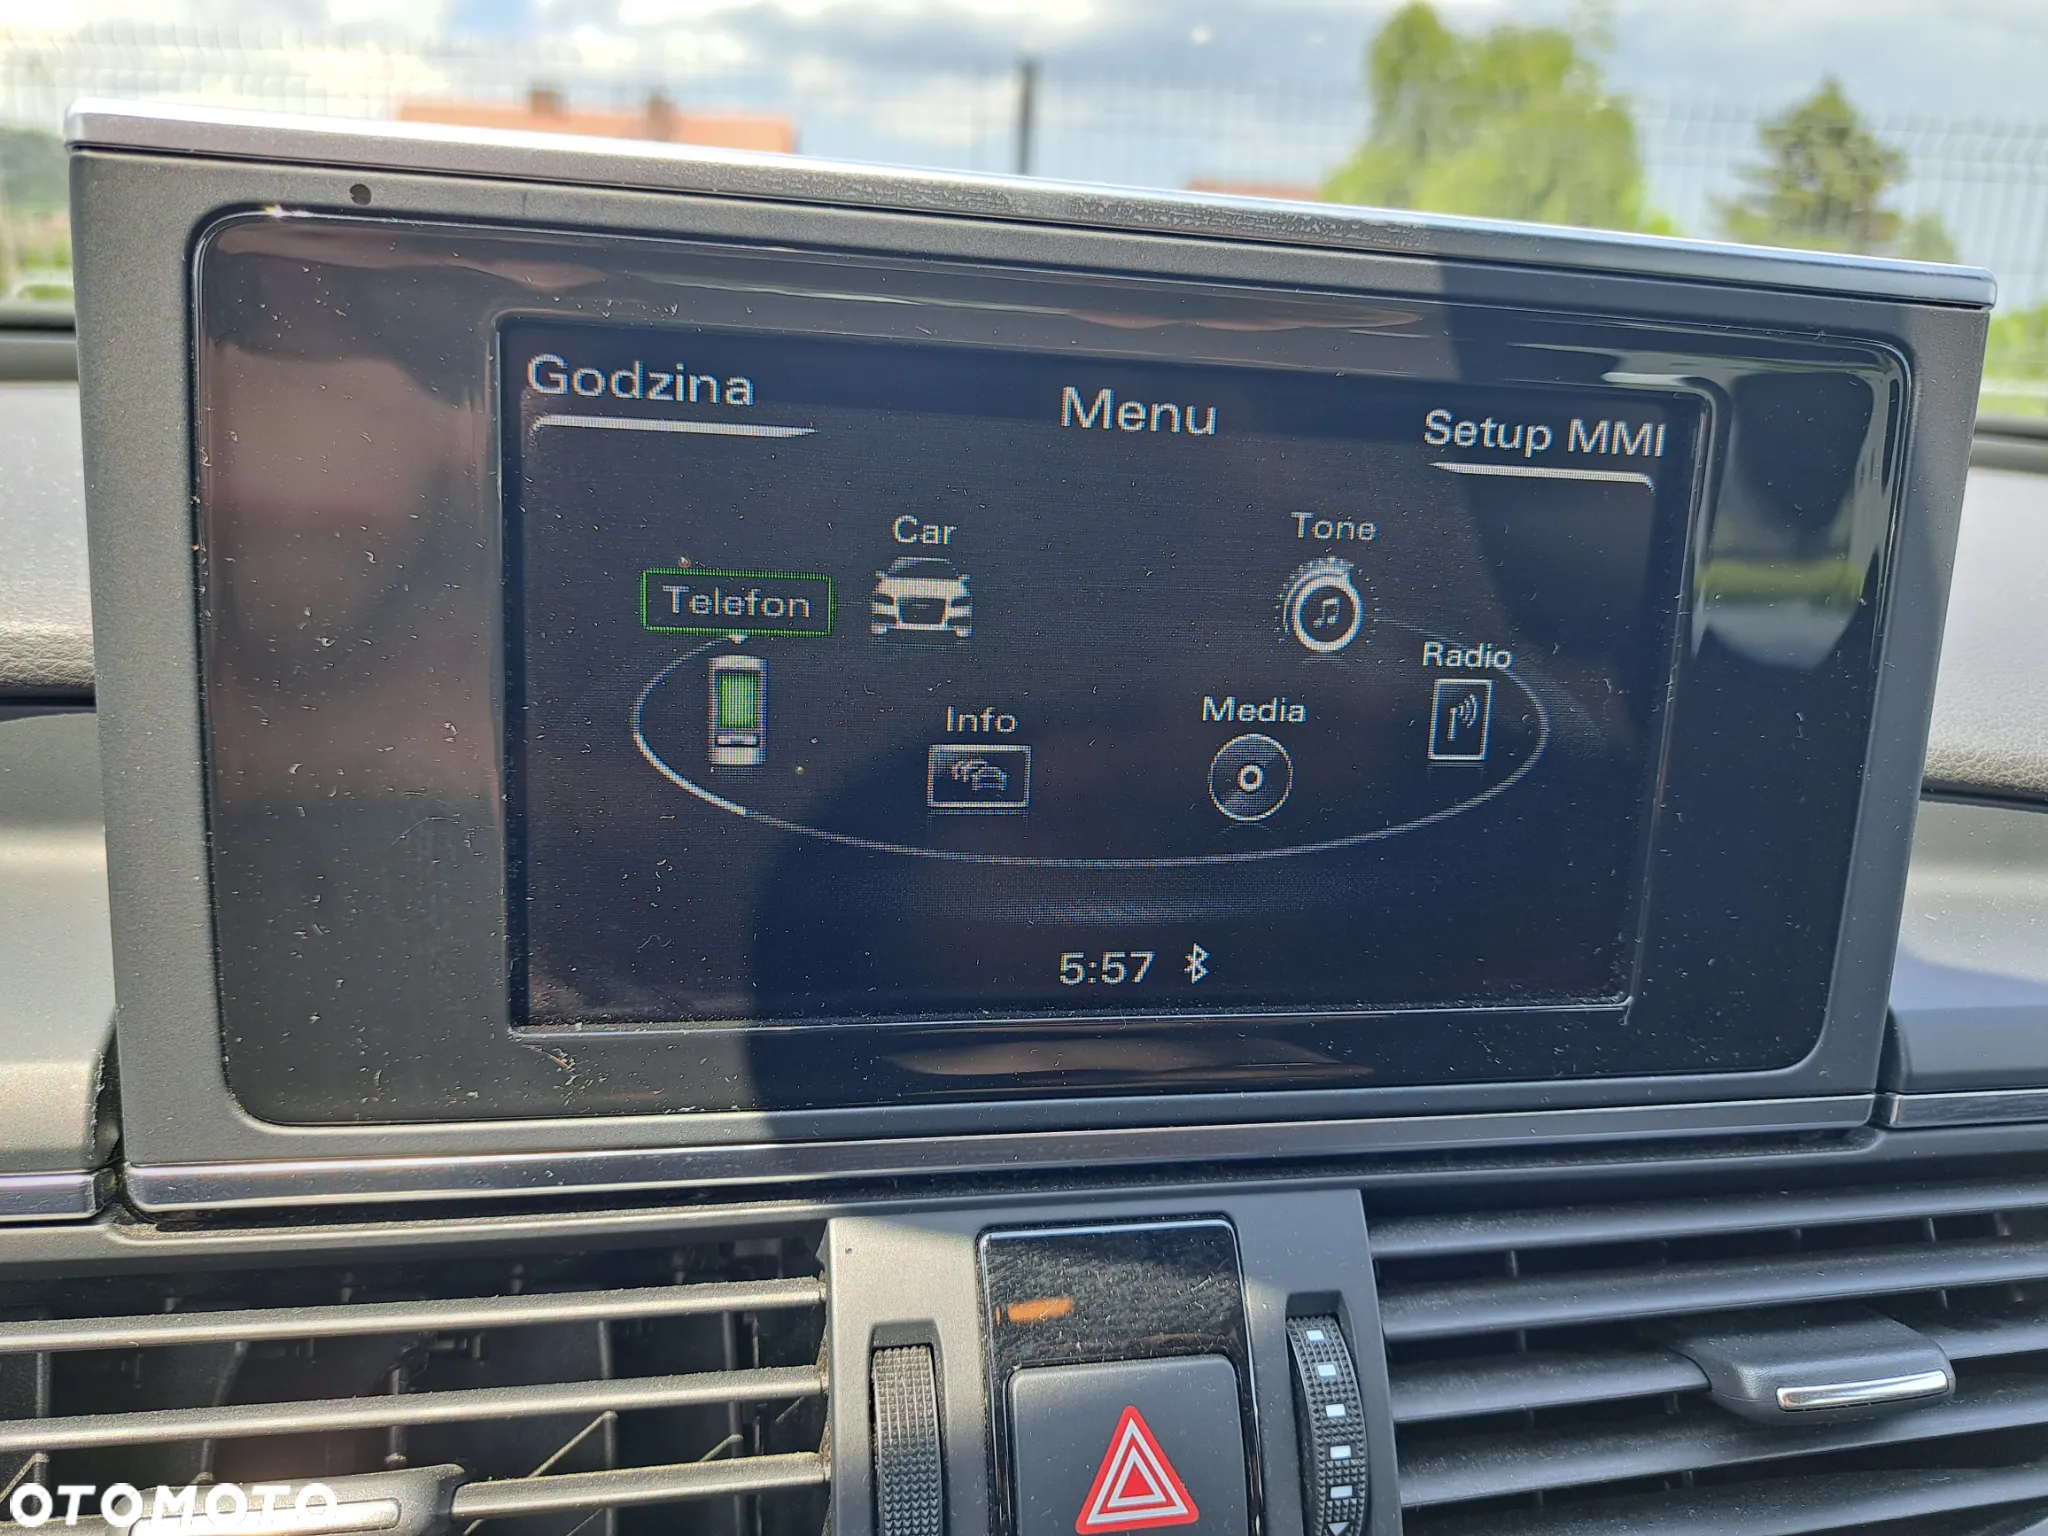 Godzina
Menu
Setup MMI
Car
Tone
Telefon
Radio
Info
Media
5:57
OTOMOTO